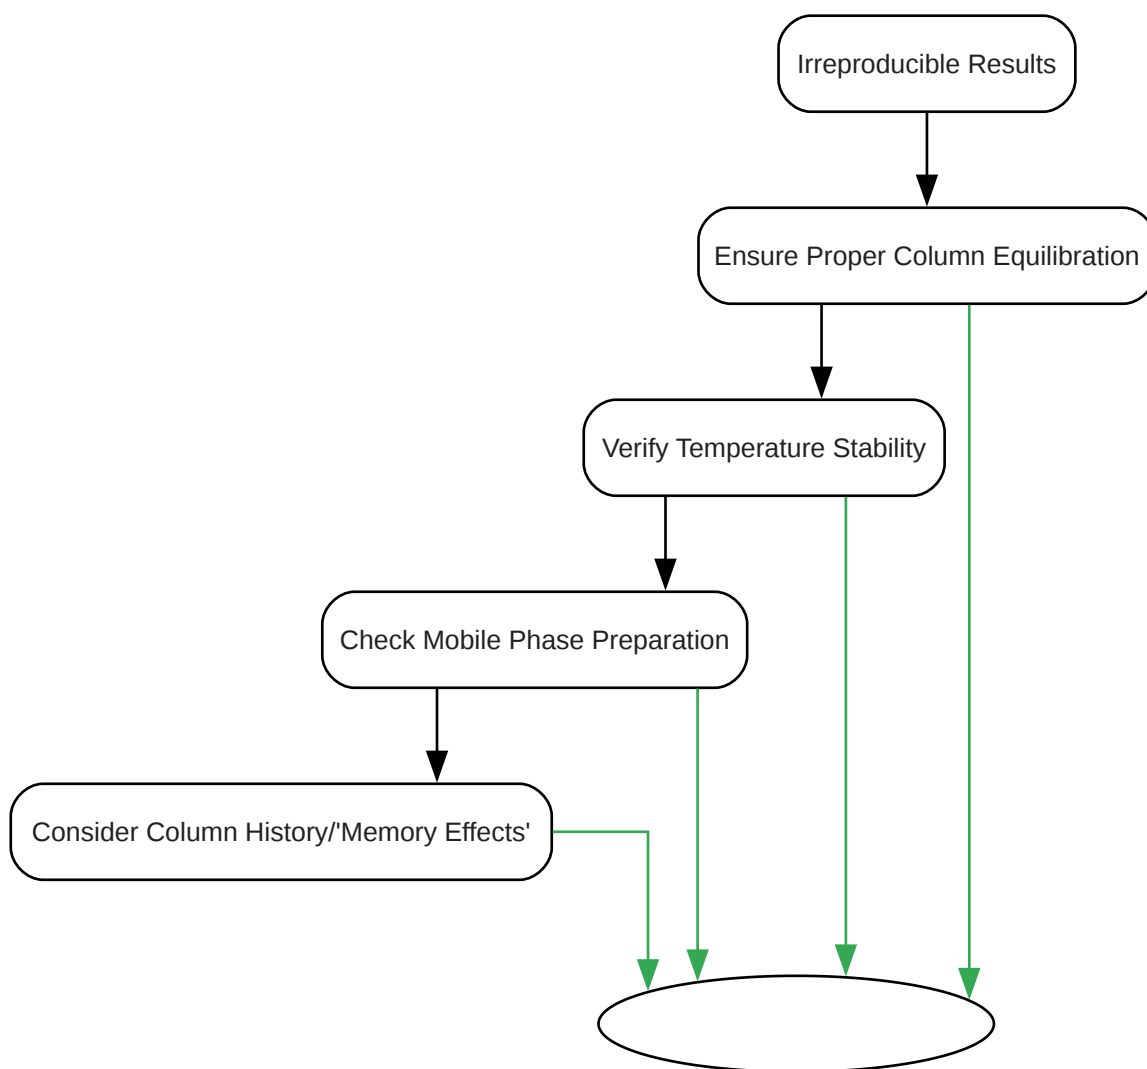 Irreproducible Results
Ensure Proper Column Equilibration
Verify Temperature Stability
Check Mobile Phase Preparation
Consider Column History/'Memory Effects'